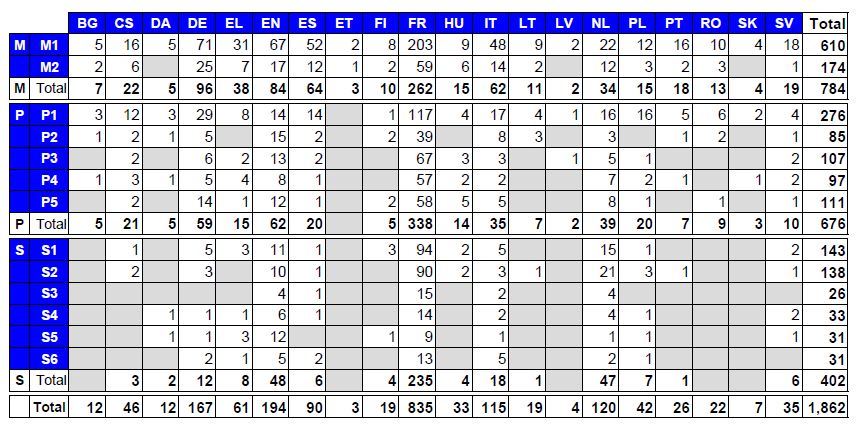 BG CS DA DE EL EN ES ET FI FR HU IT LT LV NL PL PT RO SK SV Total
M M1 5 16 5 71 31 67 52 2 8 203 9 48 9 2 22 12 16 10 4 18 610
M2 2 6 25 7 17 12 1 2 59 6 14 2 12 3 2 3 1 174
M Total 7 22 5 96 38 84 64 3 10 262 15 62 11 2 34 15 18 13 4 19 784
P P1 3 12 3 29 8 14 14 1 117 4 17 4 1 16 16 5 6 2 4 276
P2 1 2 1 5 15 2 2 39 8 3 3 1 2 1 85
P3 2 6 2 13 2 67 3 3 1 5 1 2 107
P4 1 3 1 5 4 8 1 57 2 2 7 2 1 1 2 97
P5 2 14 1 12 1 2 58 5 5 8 1 1 1 111
P Total 5 21 5 59 15 62 20 5 338 14 35 7 2 39 20 7 9 3 10 676
S S1 1 5 3 11 1 3 94 2 5 15 1 2 143
S2 2 3 10 1 90 2 3 1 21 3 1 1 138
S3 4 1 15 2 4 26
S4 1 1 1 6 1 14 2 4 1 2 33
S5 1 1 3 12 1 9 1 1 1 1 31
S6 2 1 5 2 13 5 2 1 31
S Total 3 2 12 8 48 6 4 235 4 18 1 47 7 1 6 402
Total 12 46 12 167 61 194 90 3 19 835 33 115 19 4 120 42 26 22 7 35 1,862